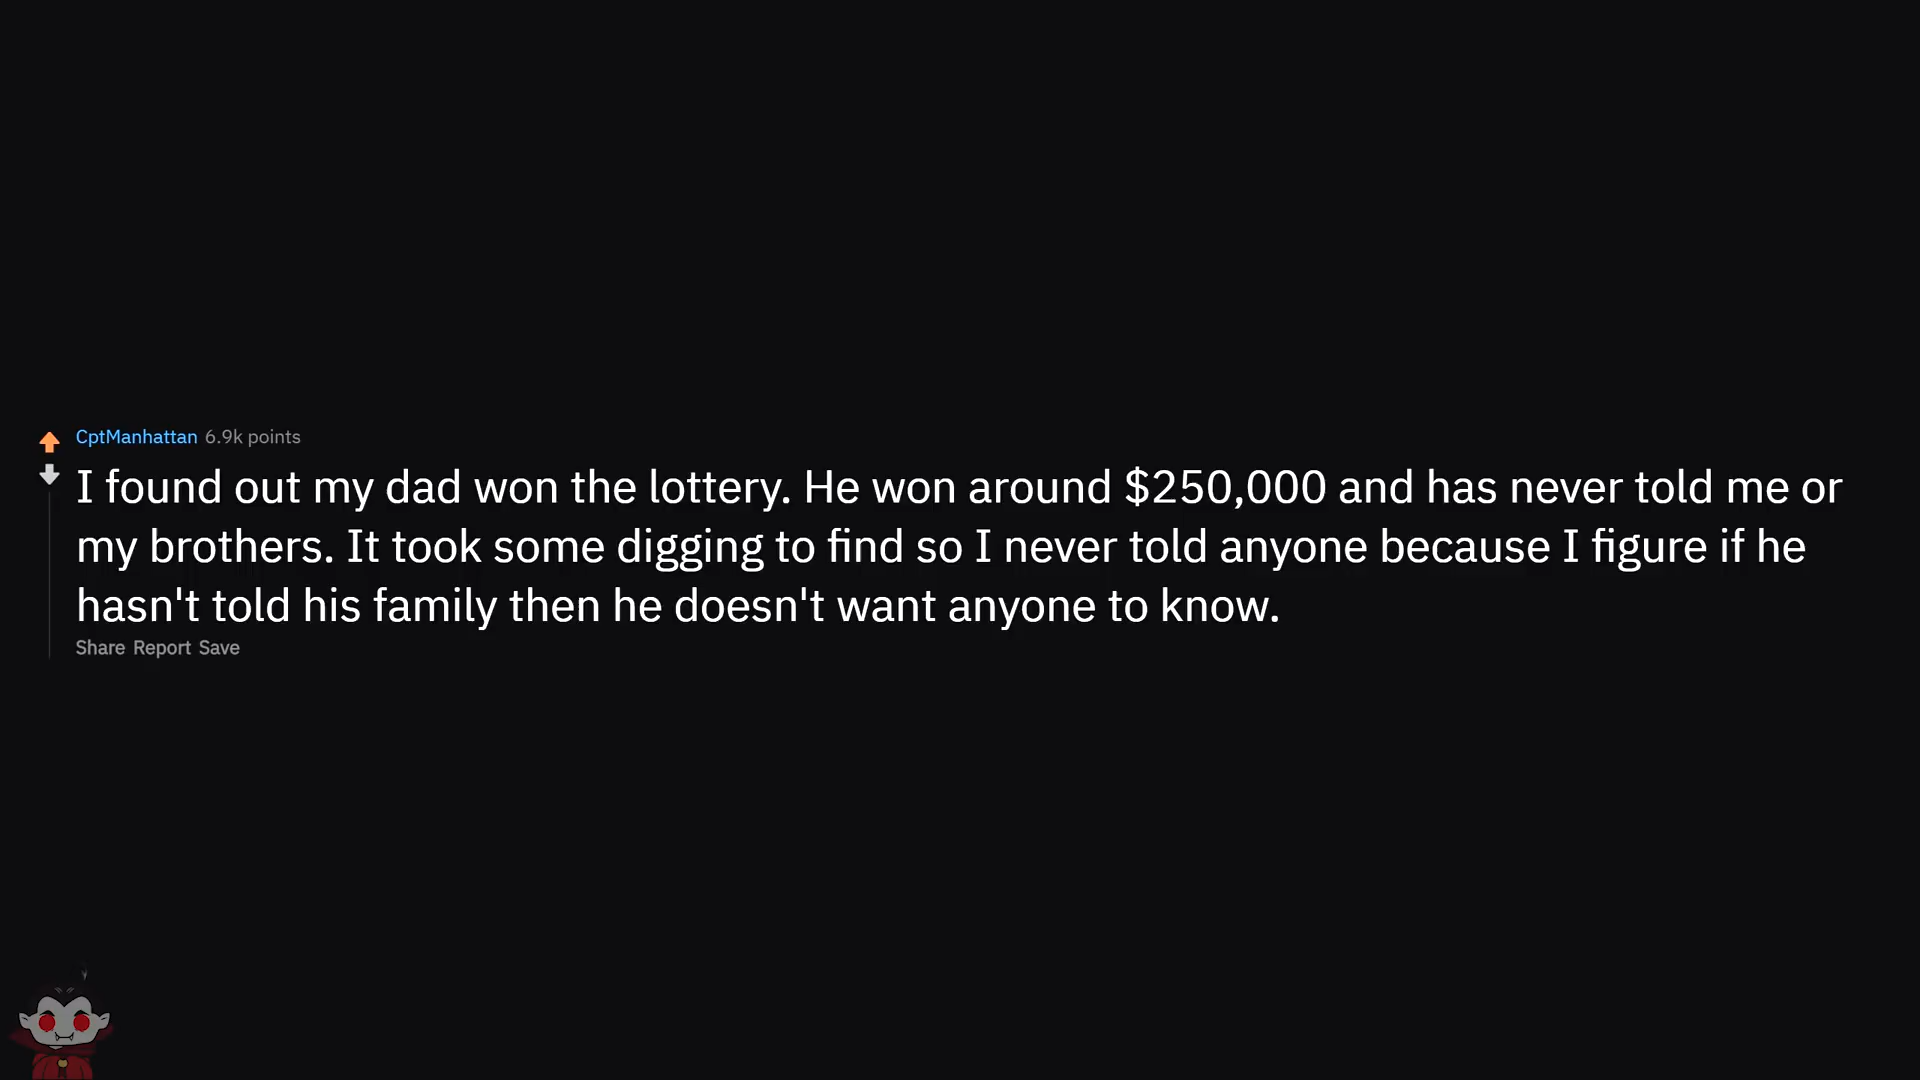 CptManhattan 6.9k points
I found out my dad won the lottery. He won around $250,000 and has never told me or
my brothers. It took some digging to find so I never told anyone because I figure if he
hasn't told his family then he doesn't want anyone to know.
Share Report Save